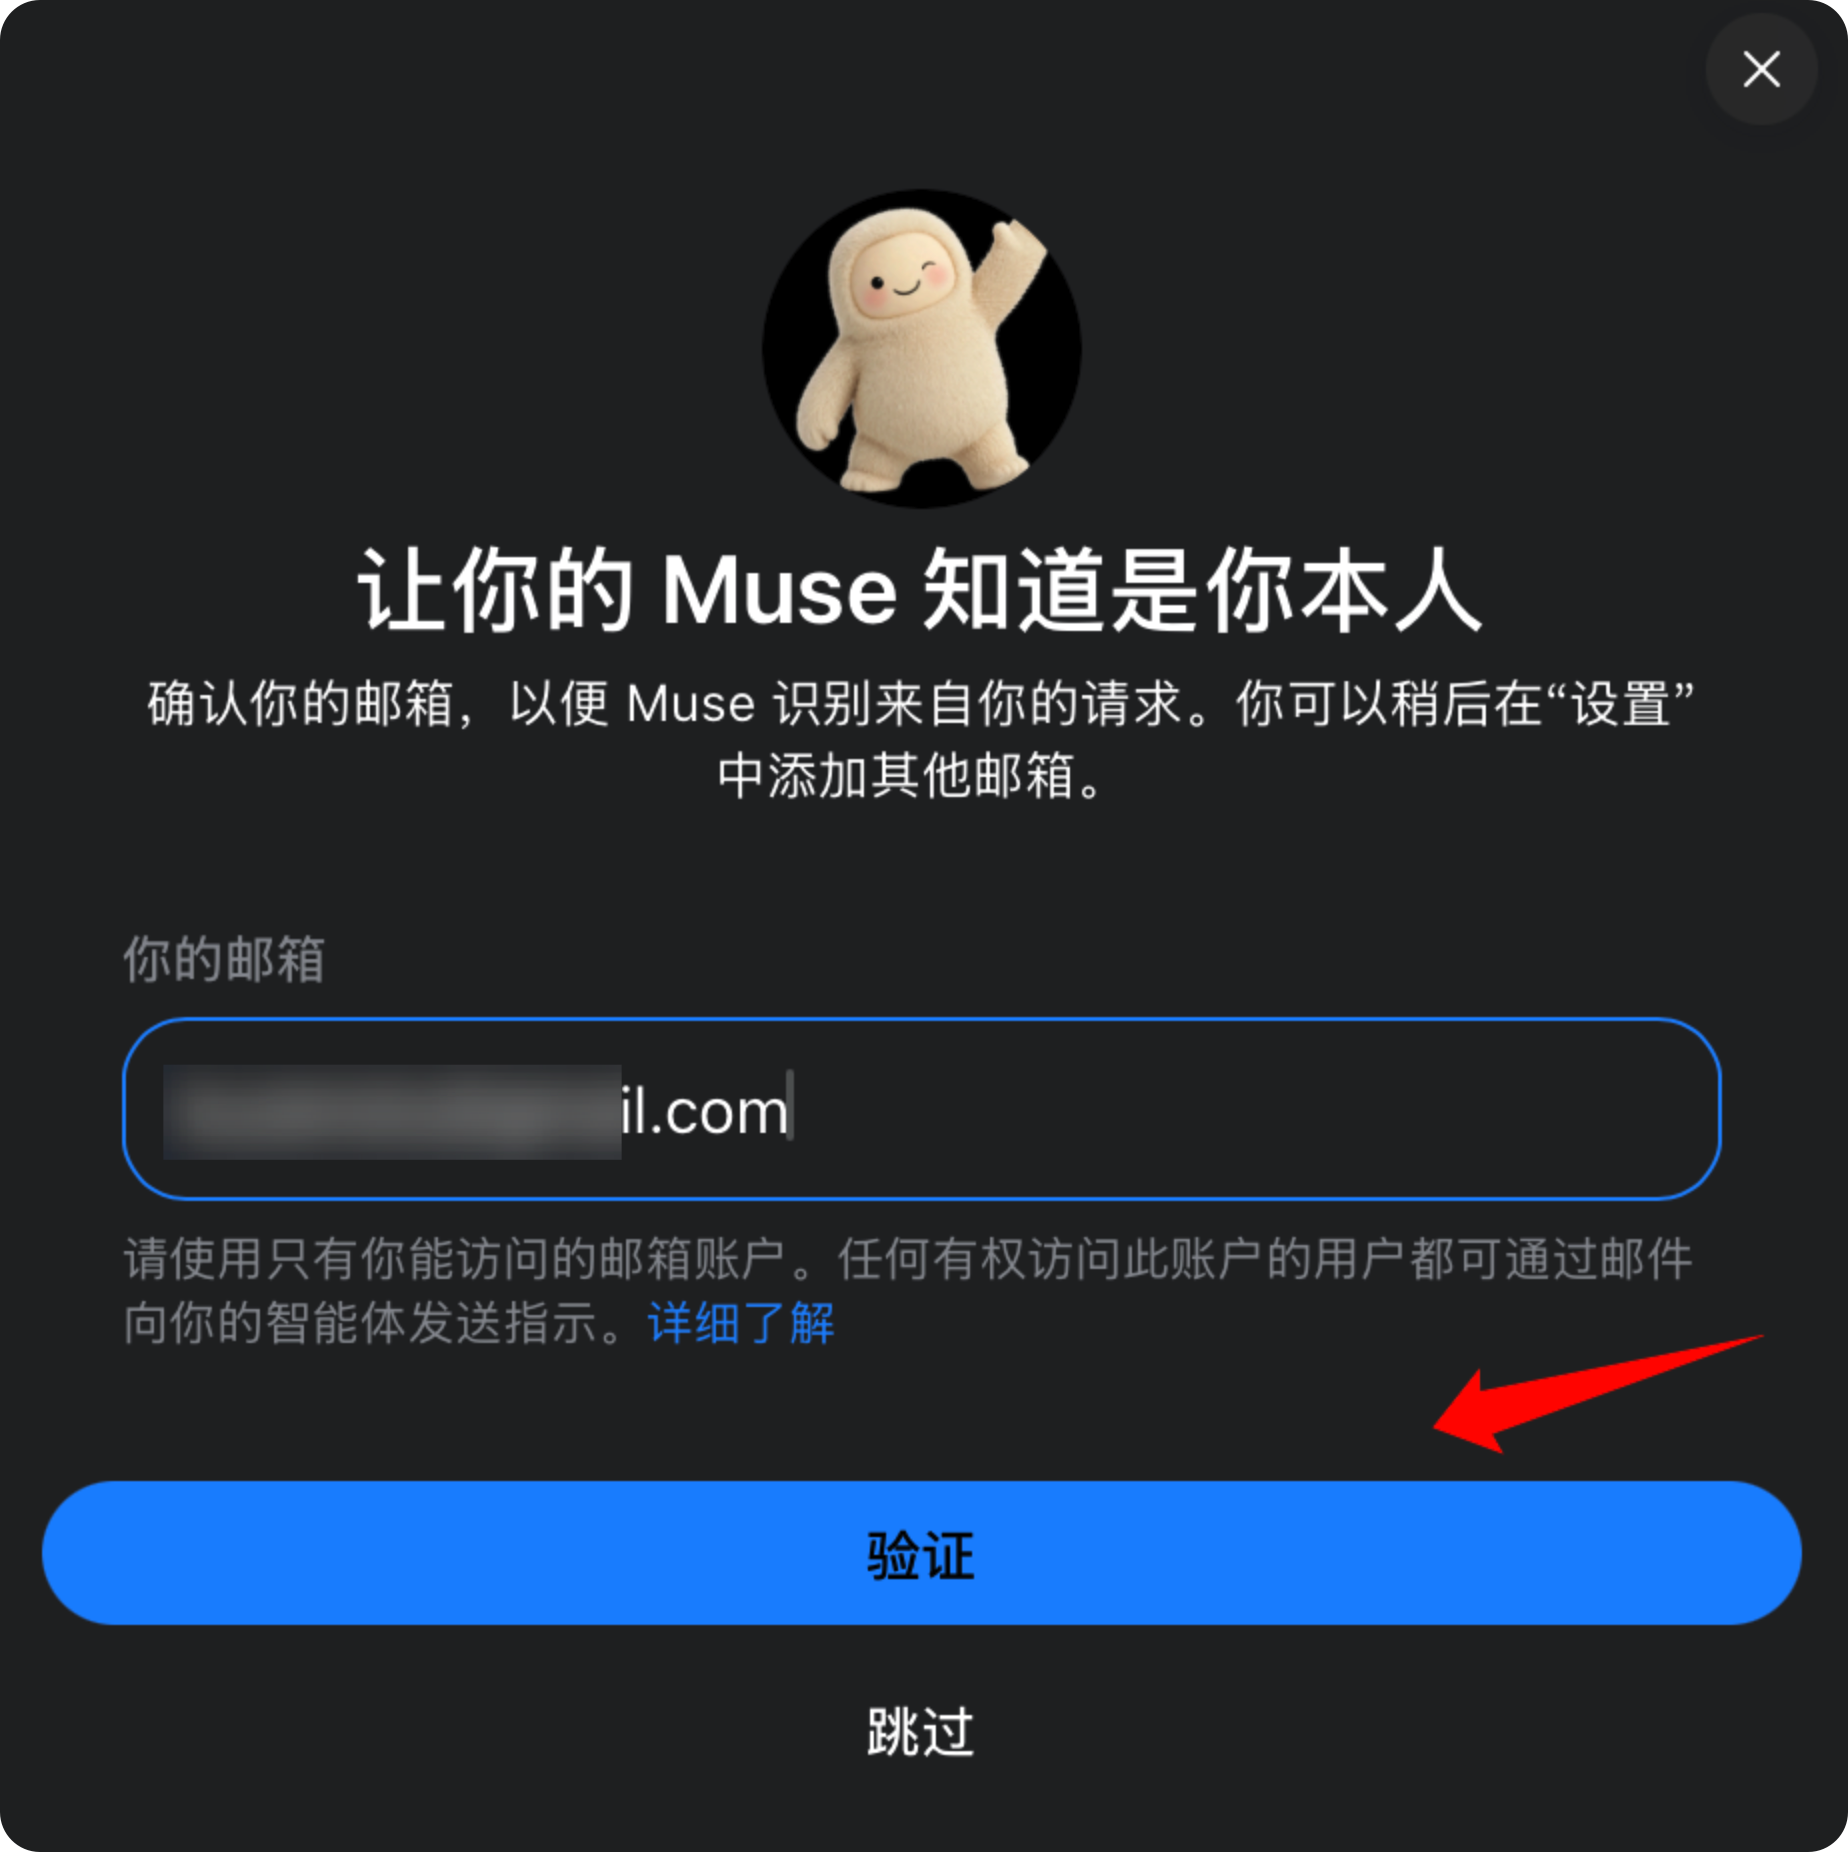 让你的 Muse 知道是你本人
确认你的邮箱，以便 Muse 识别来自你的请求。你可以稍后在“设置”
中添加其他邮箱。
你的邮箱
il.com
请使用只有你能访问的邮箱账户。任何有权访问此账户的用户都可通过邮件
向你的智能体发送指示。详细了解
验证
跳过